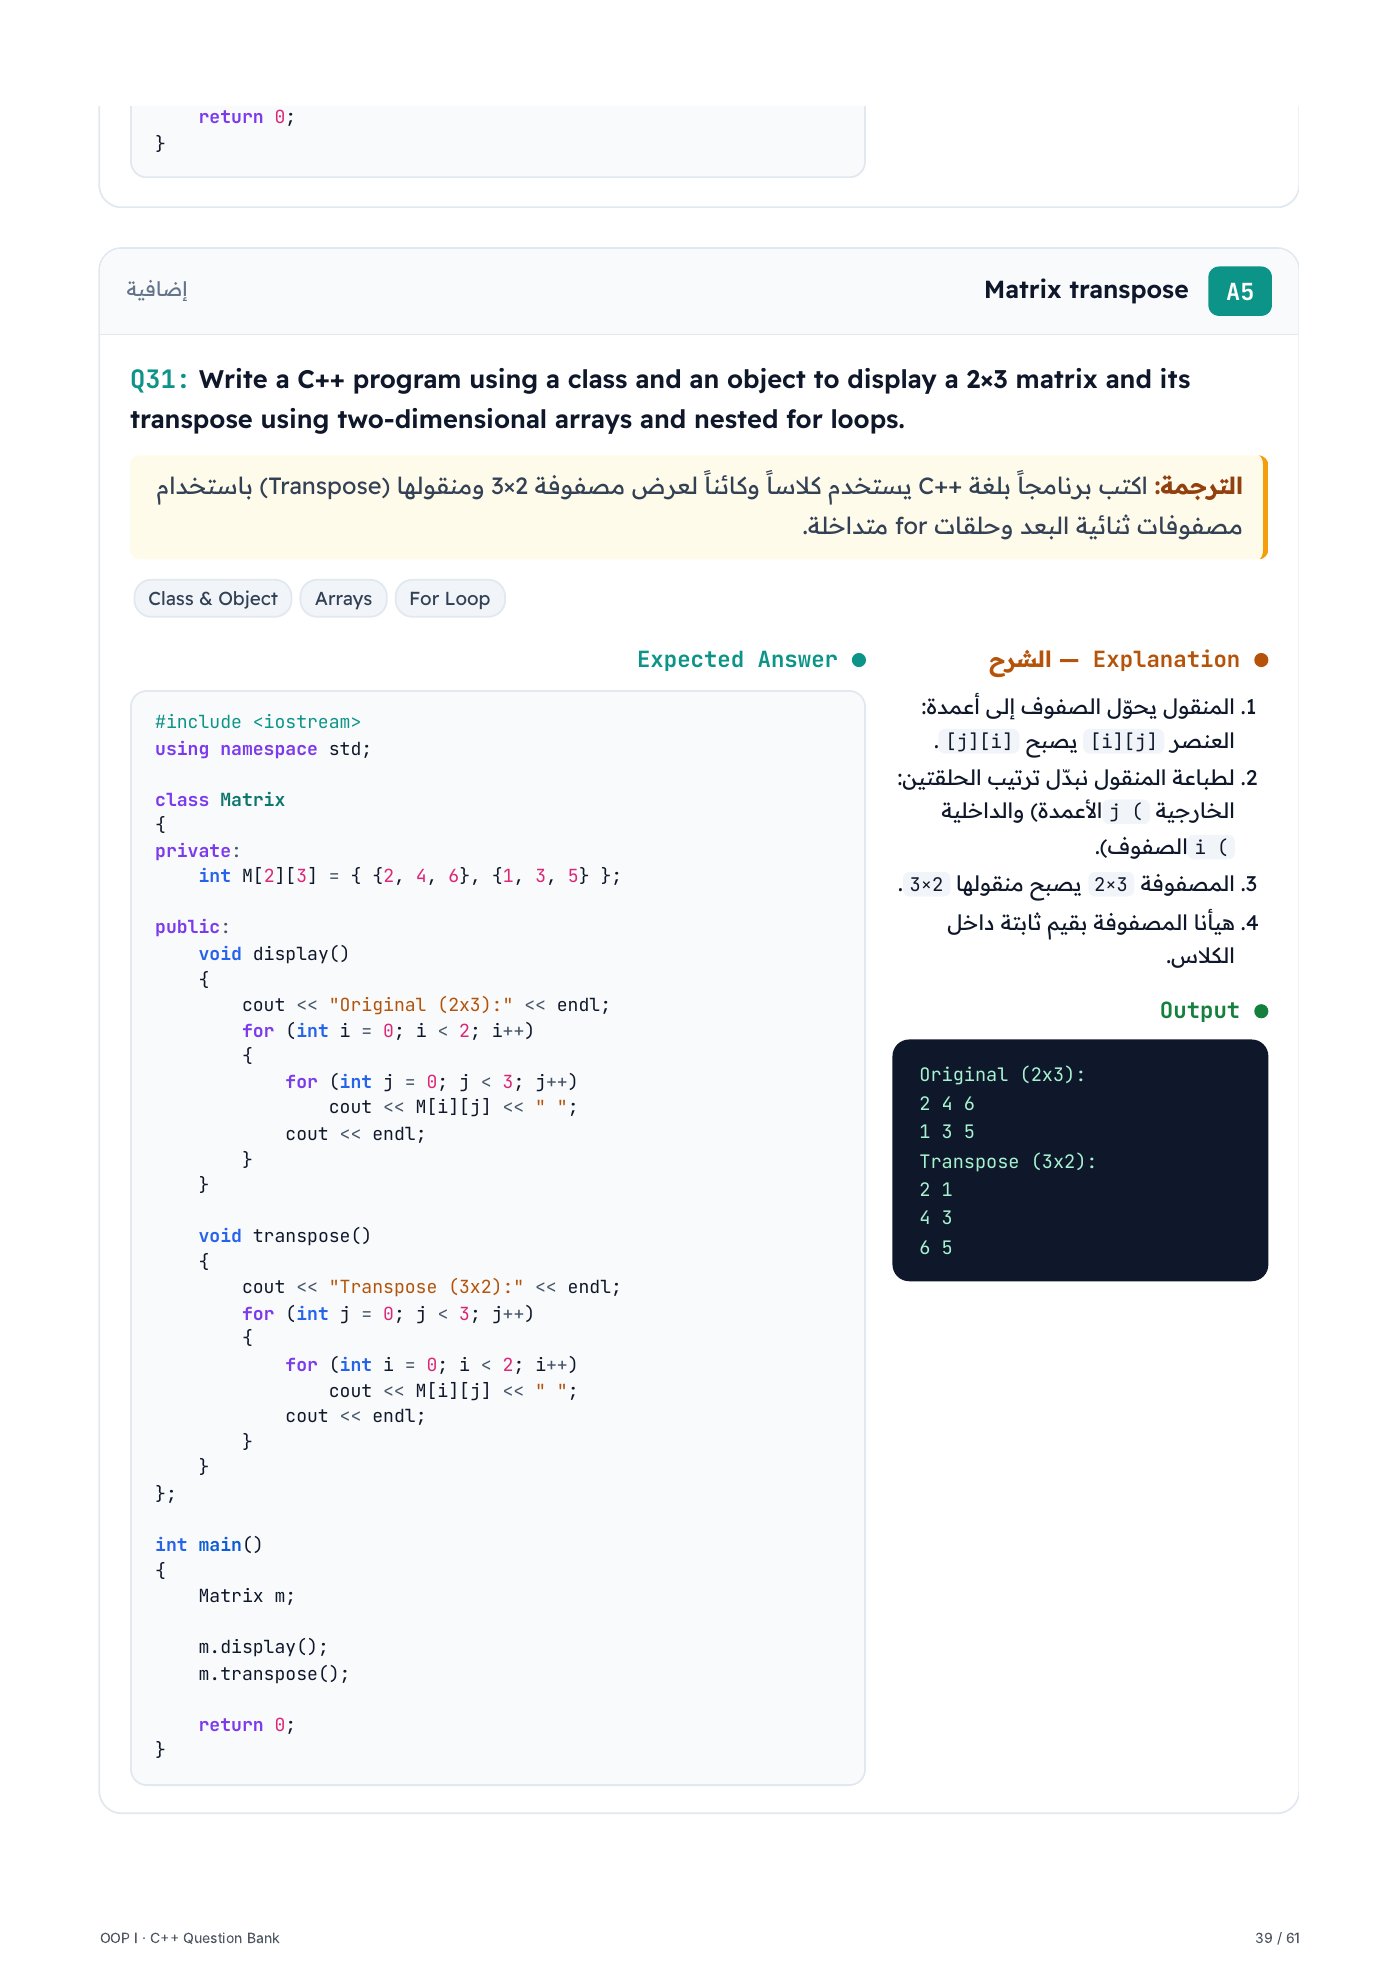 return 0;
}
A5 Matrix transpose
إضافية
Q31: Write a C++ program using a class and an object to display a 2×3 matrix and its
transpose using two-dimensional arrays and nested for loops.
الترجمة: اكتب برنامجاً بلغة C++ يستخدم كلاساً وكائناً لعرض مصفوفة 2×3 ومنقولها (Transpose) باستخدام
مصفوفات ثنائية البعد وحلقات for متداخلة.
Class & Object
Arrays
For Loop
Expected Answer
#include <iostream>
using namespace std;

class Matrix
{
private:
    int M[2][3] = { {2, 4, 6}, {1, 3, 5} };

public:
    void display()
    {
        cout << "Original (2x3):" << endl;
        for (int i = 0; i < 2; i++)
        {
            for (int j = 0; j < 3; j++)
                cout << M[i][j] << " ";
            cout << endl;
        }
    }

    void transpose()
    {
        cout << "Transpose (3x2):" << endl;
        for (int j = 0; j < 3; j++)
        {
            for (int i = 0; i < 2; i++)
                cout << M[i][j] << " ";
            cout << endl;
        }
    }
};

int main()
{
    Matrix m;

    m.display();
    m.transpose();

    return 0;
}
Explanation — الشرح
1. المنقول يحوّل الصفوف إلى أعمدة:
العنصر [i][j] يصبح [j][i].
2. لطباعة المنقول نبدّل ترتيب الحلقتين:
الخارجية ( j الأعمدة) والداخلية
( i الصفوف).
3. المصفوفة 2×3 يصبح منقولها 3×2.
4. هيأنا المصفوفة بقيم ثابتة داخل
الكلاس.
Output
Original (2x3):
2 4 6
1 3 5
Transpose (3x2):
2 1
4 3
6 5
OOP I · C++ Question Bank
39 / 61